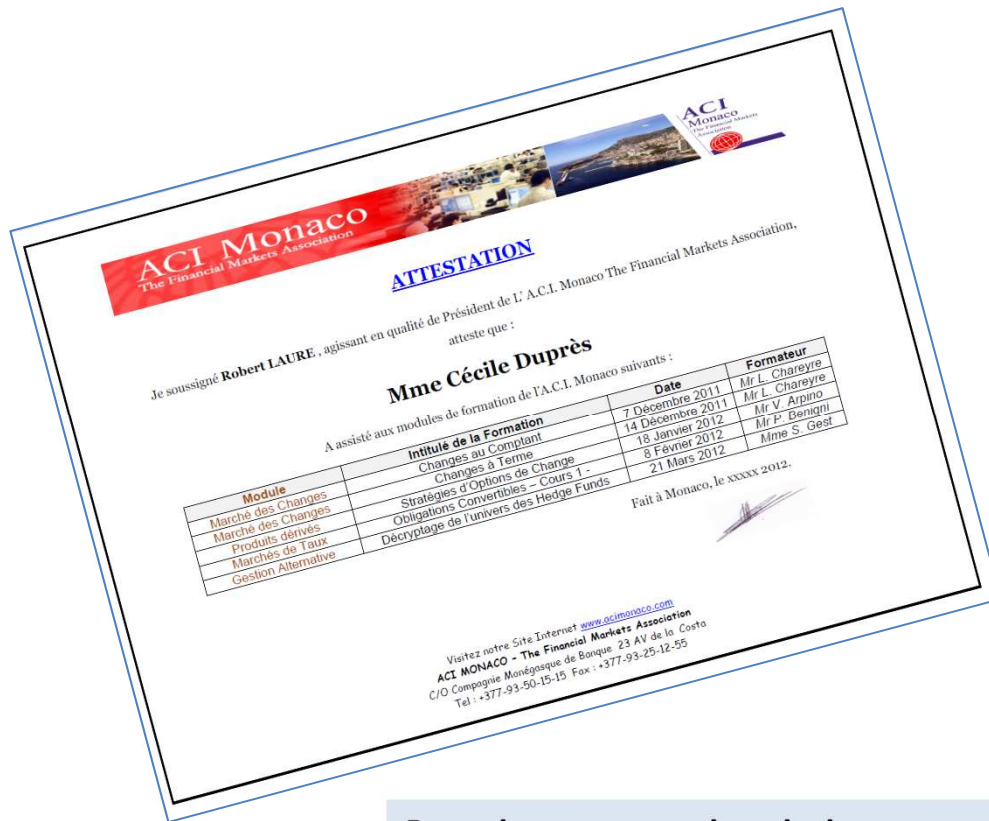 ACI
Monaco
The Financial Markets
Association
ACI Monaco
The Financial Markets Association
ATTESTATION
Je soussigné Robert LAURE , agissant en qualité de Président de L' A.C.I. Monaco The Financial Markets Association,
atteste que :
Mme Cécile Duprès
A assisté aux modules de formation de l'A.C.I. Monaco suivants :
Module Intitulé de la Formation Date Formateur
Marché des Changes Changes au Comptant 7 Décembre 2011 Mr L. Chareyre
Marché des Changes Changes à Terme 14 Décembre 2011 Mr L. Chareyre
Produits dérivés Stratégies d'Options de Change 18 Janvier 2012 Mr V. Arpino
Marchés de Taux Obligations Convertibles – Cours 1 - 8 Février 2012 Mr P. Benigni
Gestion Alternative Décryptage de l'univers des Hedge Funds 21 Mars 2012 Mme S. Gest
Fait à Monaco, le xxxxx 2012.
Visitez notre Site Internet www.acimonaco.com
ACI MONACO - The Financial Markets Association
C/O Compagnie Monégasque de Banque 23 AV de la Costa
Tel : +377-93-50-15-15 Fax : +377-93-25-12-55